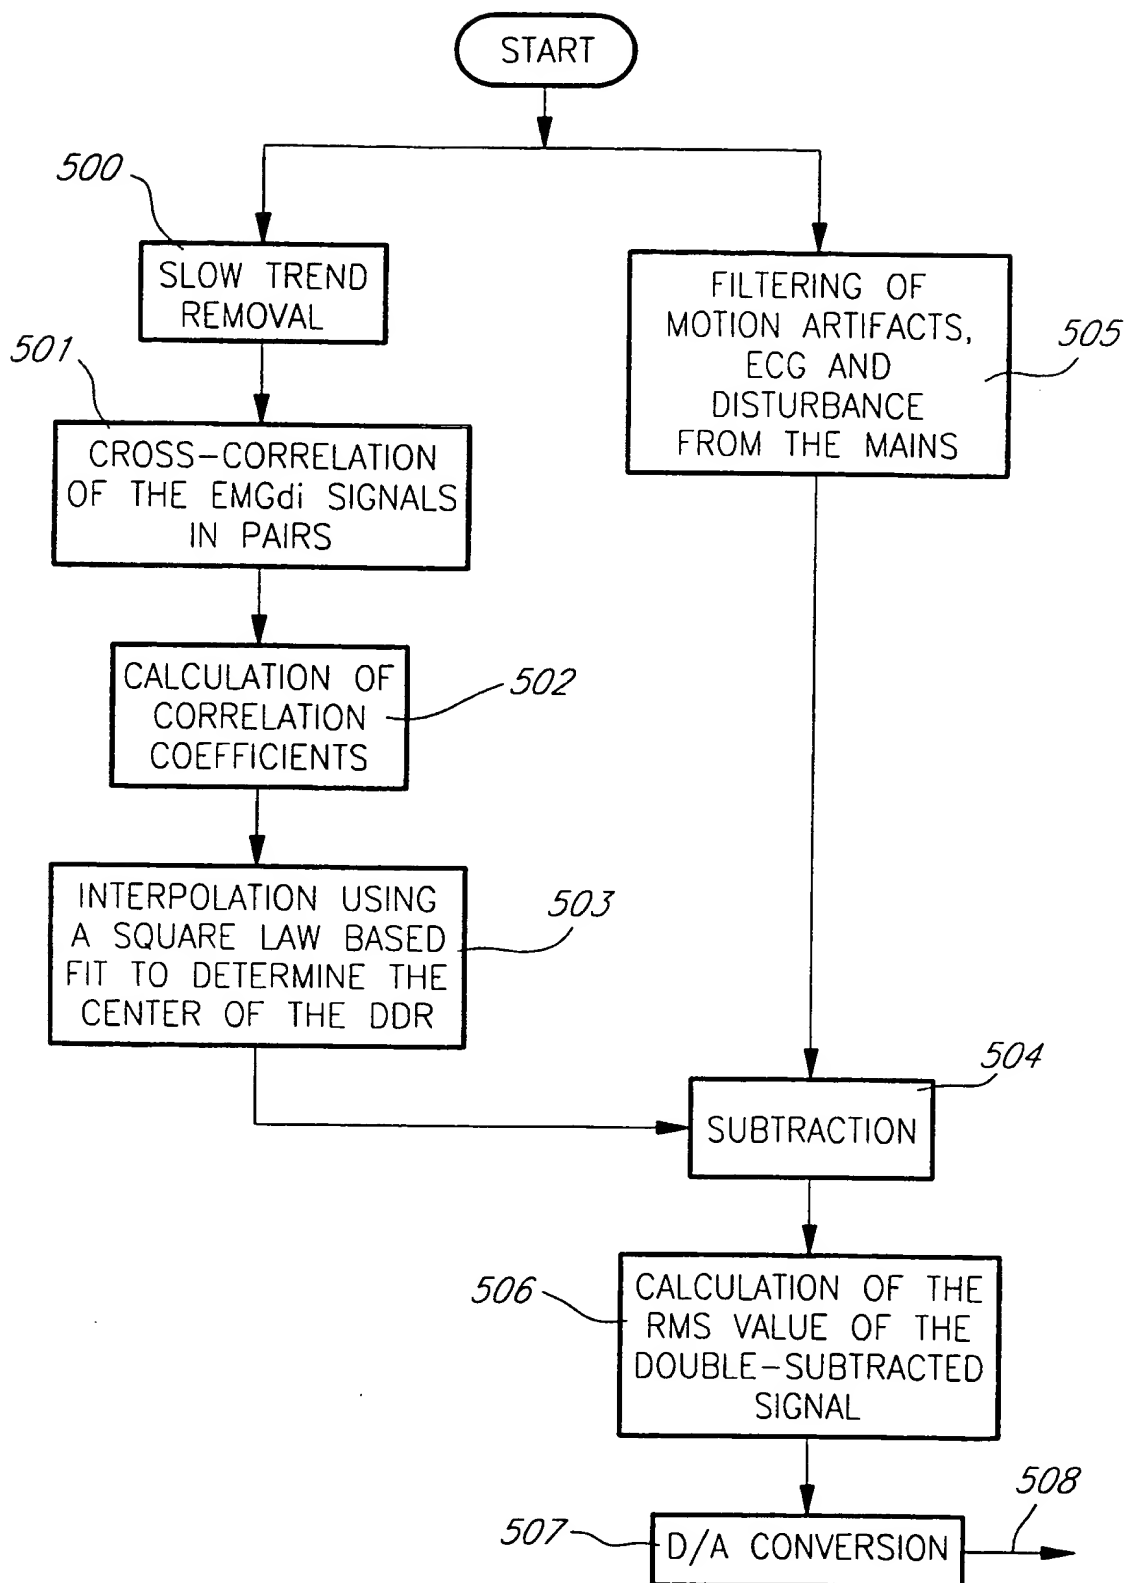 START
500
SLOW TREND
REMOVAL
501
CROSS-CORRELATION
OF THE EMGdi SIGNALS
IN PAIRS
CALCULATION OF
CORRELATION
COEFFICIENTS
502
INTERPOLATION USING
A SQUARE LAW BASED
FIT TO DETERMINE THE
CENTER OF THE DDR
503
FILTERING OF
MOTION ARTIFACTS,
ECG AND
DISTURBANCE
FROM THE MAINS
505
504
SUBTRACTION
506
CALCULATION OF THE
RMS VALUE OF THE
DOUBLE-SUBTRACTED
SIGNAL
507
D/A CONVERSION
508